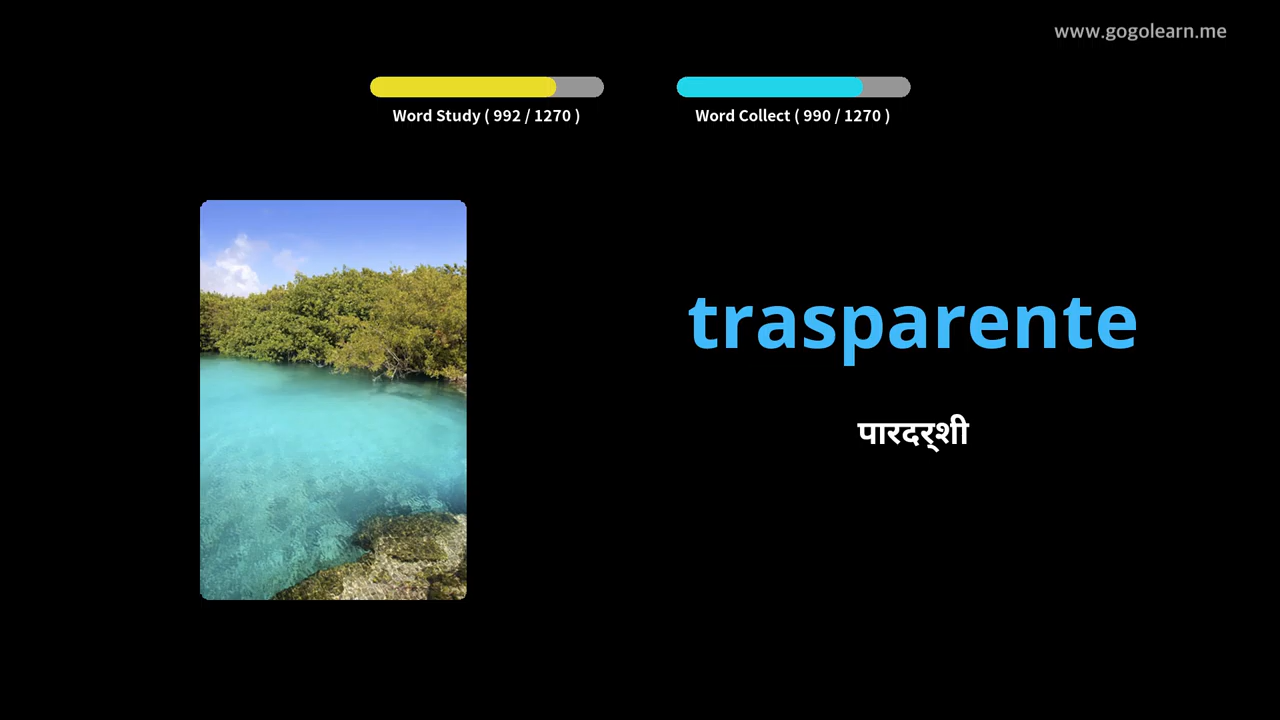 www.gogolearn.me
Word Study ( 992 / 1270 )
Word Collect ( 990 / 1270 )
trasparente
पारदर्शी